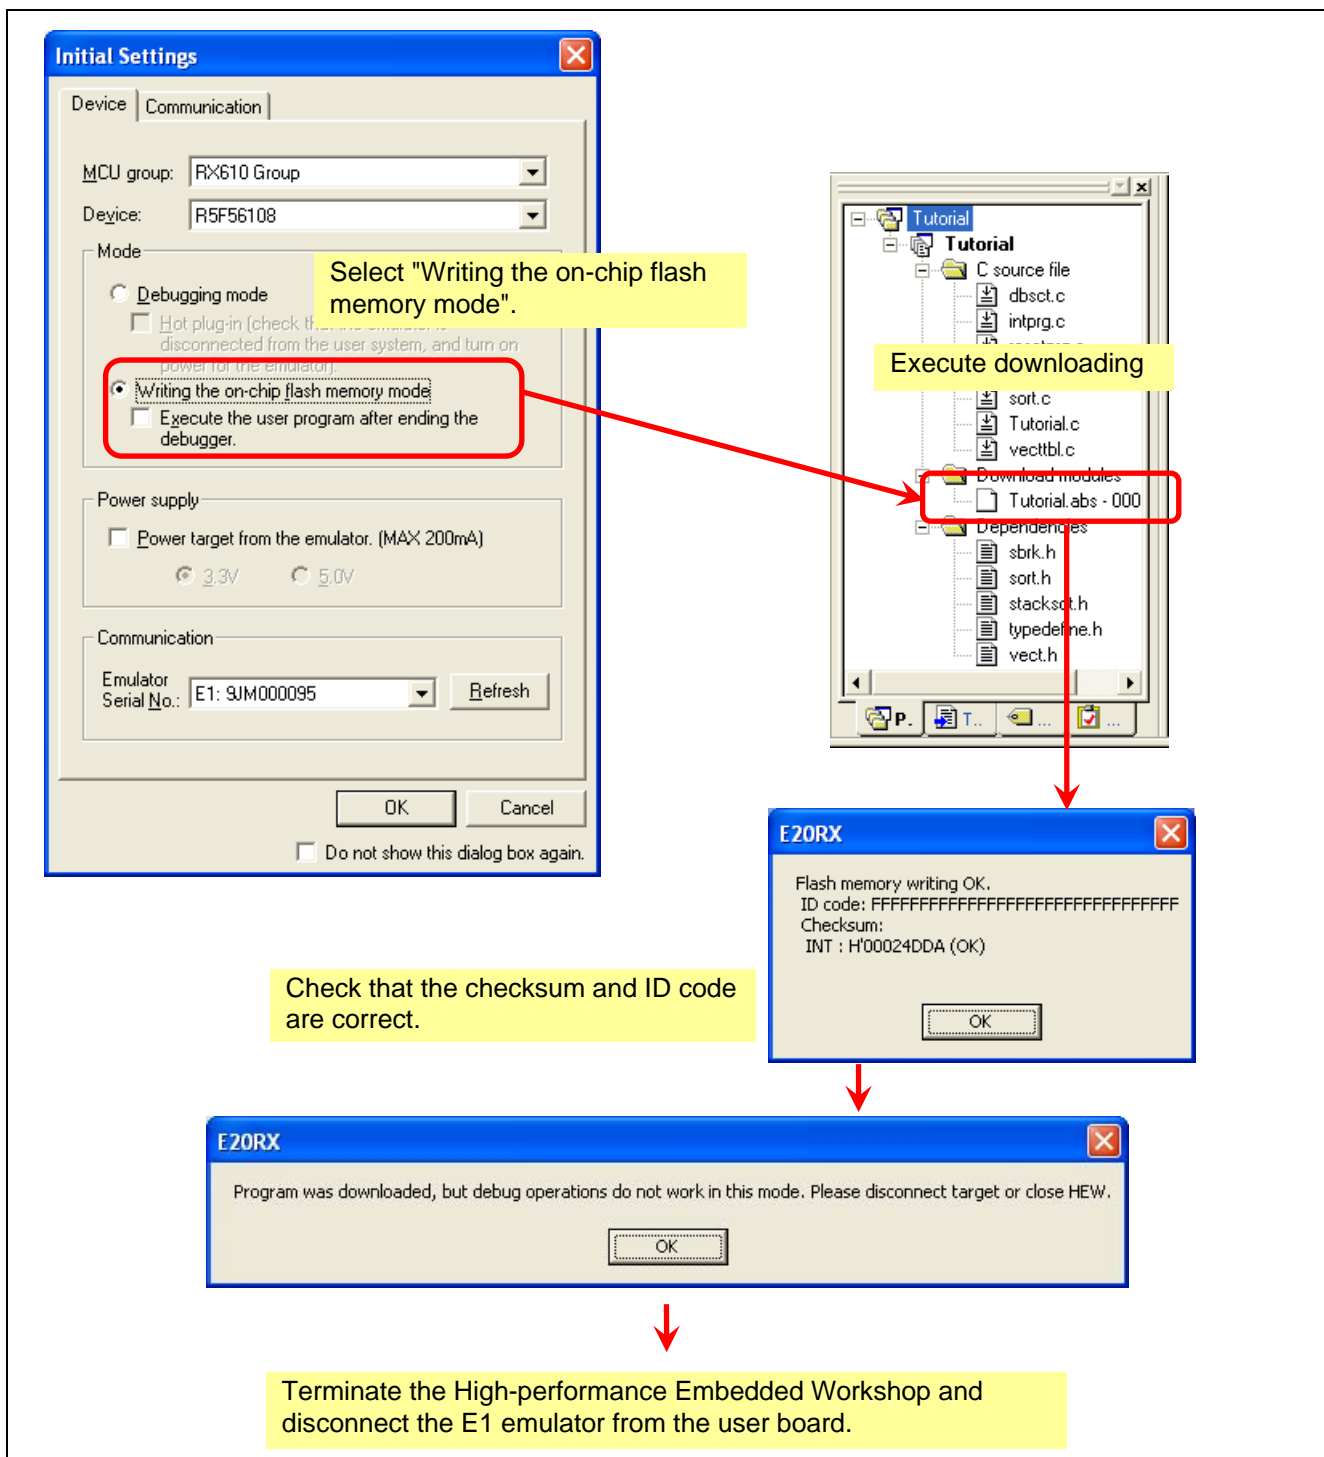 Initial Settings
Device
Communication
MCU group:
RX610 Group
Device:
R5F56108
Mode
Debugging mode
Hot plug-in (check th
disconnected from the user system, and turn on
power for the emulator).
Writing the on-chip flash memory mode
Execute the user program after ending the
debugger.
Power supply
Power target from the emulator. (MAX 200mA)
3.3V
5.0V
Communication
Emulator
Serial No.:
E1: 9JM000095
Refresh
OK
Cancel
Do not show this dialog box again.
Select "Writing the on-chip flash
memory mode".
Tutorial
Tutorial
C source file
dbsct.c
intprg.c
Execute downloading
sort.c
Tutorial.c
vecttbl.c
Download modules
Tutorial.abs - 000
Dependencies
sbrk.h
sort.h
stacksct.h
typedefine.h
vect.h
P.
T..
...
...
E20RX
Flash memory writing OK.
ID code: FFFFFFFFFFFFFFFFFFFFFFFFFFFFFFFF
Checksum:
INT : H'00024DDA (OK)
OK
Check that the checksum and ID code
are correct.
E20RX
Program was downloaded, but debug operations do not work in this mode. Please disconnect target or close HEW.
OK
Terminate the High-performance Embedded Workshop and
disconnect the E1 emulator from the user board.